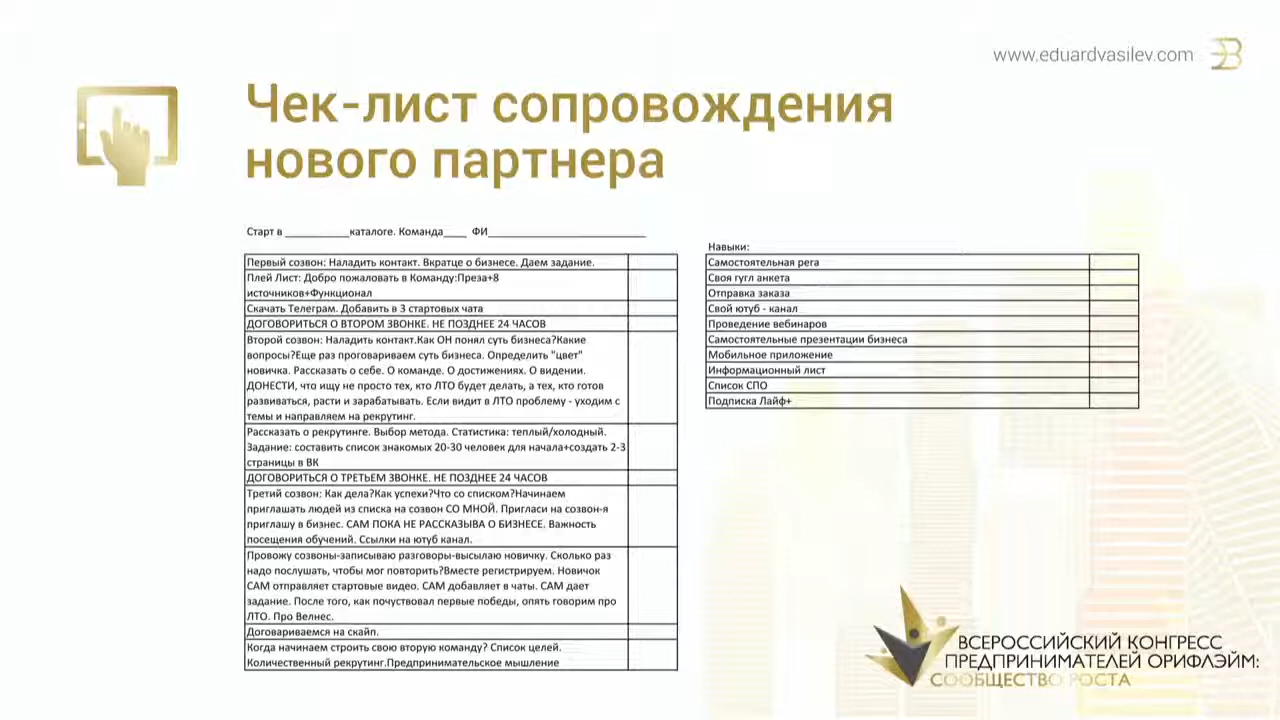 www.eduardvasilev.com
Чек-лист сопровождения
нового партнера
Старт в ___________каталоге. Команда____ ФИ___________________________
Первый созвон: Наладить контакт. Вкратце о бизнесе. Даем задание.
Плей Лист: Добро пожаловать в Команду:Преза+8
источников+Функционал
Скачать Телеграм. Добавить в 3 стартовых чата
ДОГОВОРИТЬСЯ О ВТОРОМ ЗВОНКЕ. НЕ ПОЗДНЕЕ 24 ЧАСОВ
Второй созвон: Наладить контакт.Как ОН понял суть бизнеса?Какие
вопросы?Еще раз проговариваем суть бизнеса. Определить "цвет"
новичка. Рассказать о себе. О команде. О достижениях. О видении.
ДОНЕСТИ, что ищу не просто тех, кто ЛТО будет делать, а тех, кто готов
развиваться, расти и зарабатывать. Если видит в ЛТО проблему - уходим с
темы и направляем на рекрутинг.
Рассказать о рекрутинге. Выбор метода. Статистика: теплый/холодный.
Задание: составить список знакомых 20-30 человек для начала+создать 2-3
страницы в ВК
ДОГОВОРИТЬСЯ О ТРЕТЬЕМ ЗВОНКЕ. НЕ ПОЗДНЕЕ 24 ЧАСОВ
Третий созвон: Как дела?Как успехи?Что со списком?Начинаем
приглашать людей из списка на созвон СО МНОЙ. Пригласи на созвон-я
приглашу в бизнес. САМ ПОКА НЕ РАССКАЗЫВА О БИЗНЕСЕ. Важность
посещения обучений. Ссылки на ютуб канал.
Провожу созвоны-записываю разговоры-высылаю новичку. Сколько раз
надо послушать, чтобы мог повторить?Вместе регистрируем. Новичок
САМ отправляет стартовые видео. САМ добавляет в чаты. САМ дает
задание. После того, как почуствовал первые победы, опять говорим про
ЛТО. Про Велнес.
Договариваемся на скайп.
Когда начинаем строить свою вторую команду? Список целей.
Количественный рекрутинг.Предпринимательское мышление
Навыки:
Самостоятельная рега
Своя гугл анкета
Отправка заказа
Свой ютуб - канал
Проведение вебинаров
Самостоятельные презентации бизнеса
Мобильное приложение
Информационный лист
Список СПО
Подписка Лайф+
ВСЕРОССИЙСКИЙ КОНГРЕСС
ПРЕДПРИНИМАТЕЛЕЙ ОРИФЛЭЙМ:
СООБЩЕСТВО РОСТА